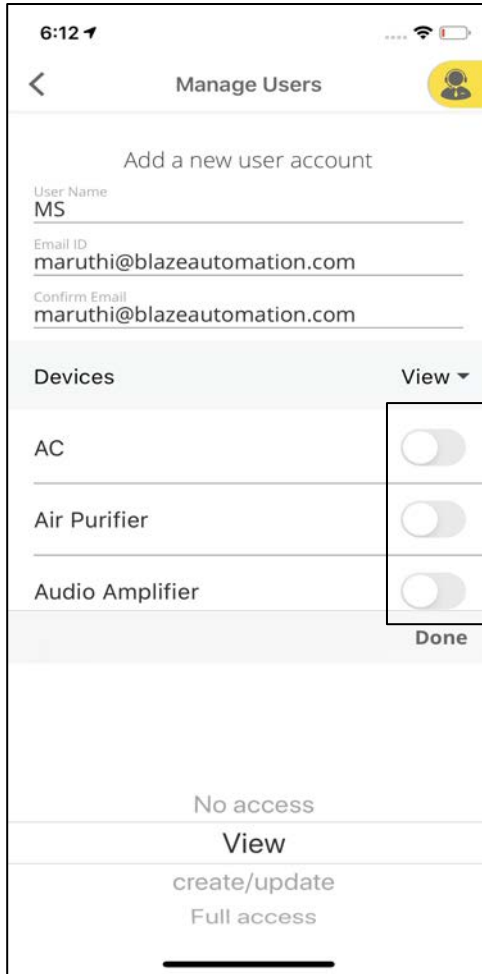 6:12
Manage Users
Add a new user account
User Name
MS
Email ID
maruthi@blazeautomation.com
Confirm Email
maruthi@blazeautomation.com
Devices View
AC
Air Purifier
Audio Amplifier
Done
No access
View
create/update
Full access